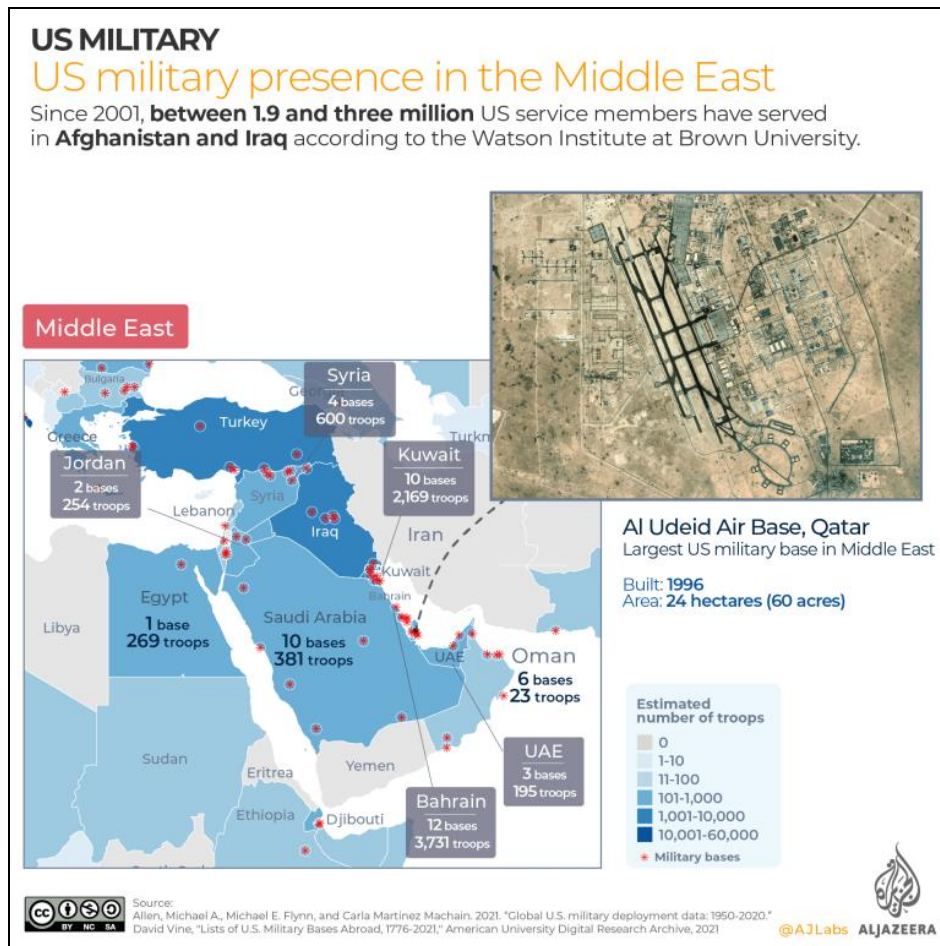 US MILITARY
US military presence in the Middle East
Since 2001, between 1.9 and three million US service members have served
in Afghanistan and Iraq according to the Watson Institute at Brown University.
Middle East
Bulgaria
Greece
Turkey
Syria
4 bases
600 troops
Jordan
2 bases
254 troops
Kuwait
10 bases
2,169 troops
Lebanon
Syria
Iraq
Iran
Kuwait
Bahrain
Egypt
1 base
269 troops
Libya
Saudi Arabia
10 bases
381 troops
UAE
Oman
6 bases
23 troops
Sudan
Eritrea
Yemen
Ethiopia
Djibouti
UAE
3 bases
195 troops
Bahrain
12 bases
3,731 troops
Al Udeid Air Base, Qatar
Largest US military base in Middle East
Built: 1996
Area: 24 hectares (60 acres)
Estimated
number of troops
0
1-10
11-100
101-1,000
1,001-10,000
10,001-60,000
Military bases
cc
BY NC SA
Source:
Allen, Michael A., Michael E. Flynn, and Carla Martinez Machain. 2021. "Global U.S. military deployment data: 1950-2020."
David Vine, "Lists of U.S. Military Bases Abroad, 1776-2021," American University Digital Research Archive, 2021
@AJLabs
ALJAZEERA